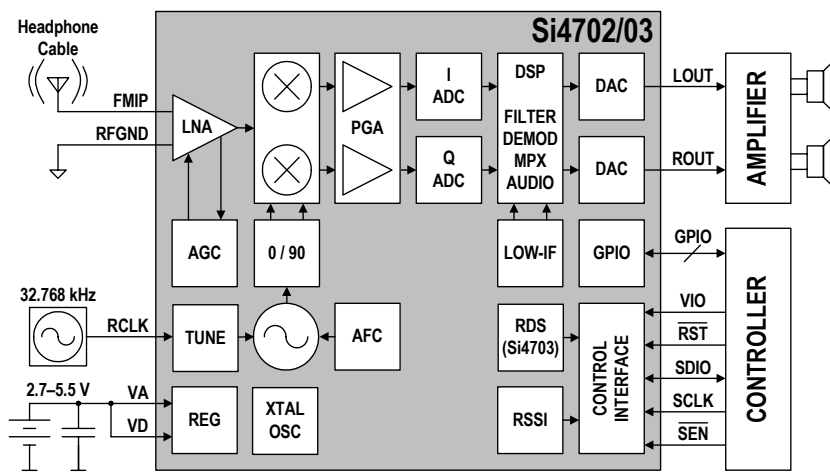 Headphone
Cable
Si4702/03
FMIP
RFGND
LNA
PGA
I
ADC
Q
ADC
DSP
FILTER
DEMOD
MPX
AUDIO
DAC
DAC
LOUT
ROUT
AMPLIFIER
AGC
0 / 90
LOW-IF
GPIO
GPIO
CONTROLLER
32.768 kHz
RCLK
TUNE
AFC
RDS
(Si4703)
CONTROL
INTERFACE
VIO
RST
SDIO
SCLK
SEN
2.7–5.5 V
VA
VD
REG
XTAL
OSC
RSSI